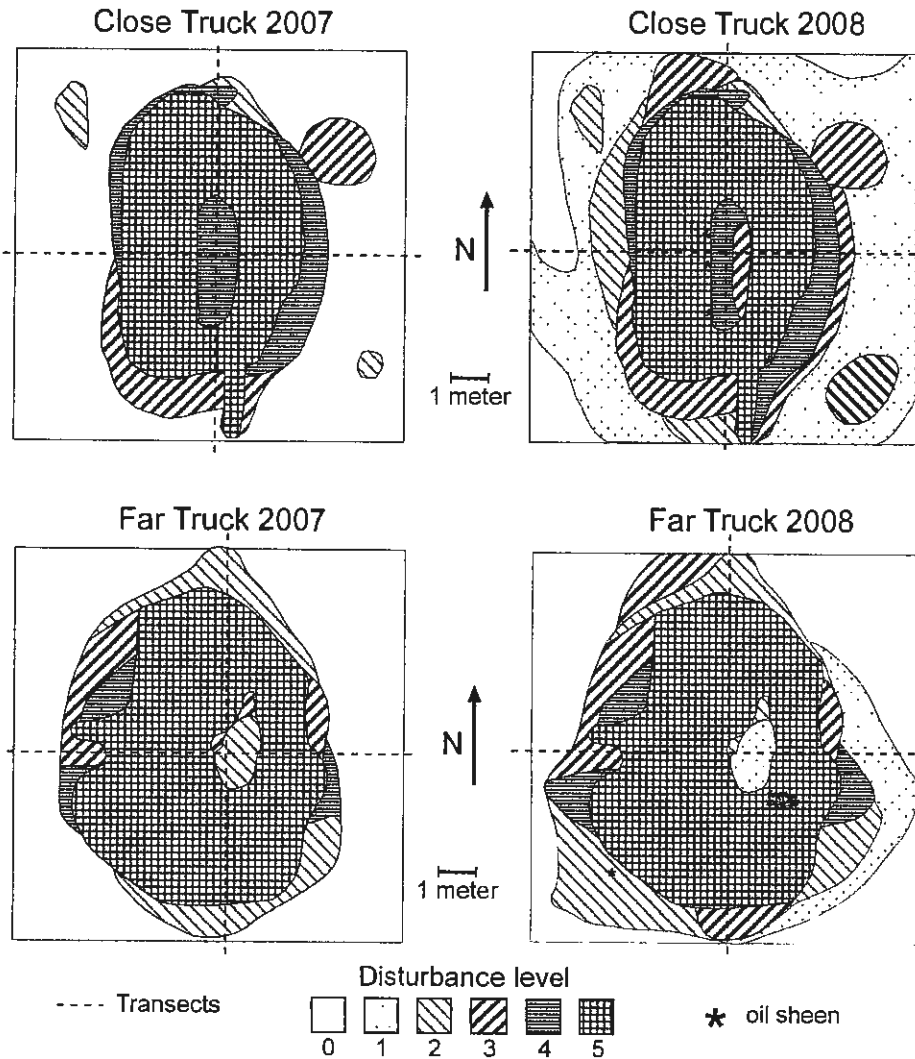 Close Truck 2007
Close Truck 2008
N
1 meter
Far Truck 2007
Far Truck 2008
N
1 meter
Disturbance level
Transects
0 1 2 3 4 5
* oil sheen